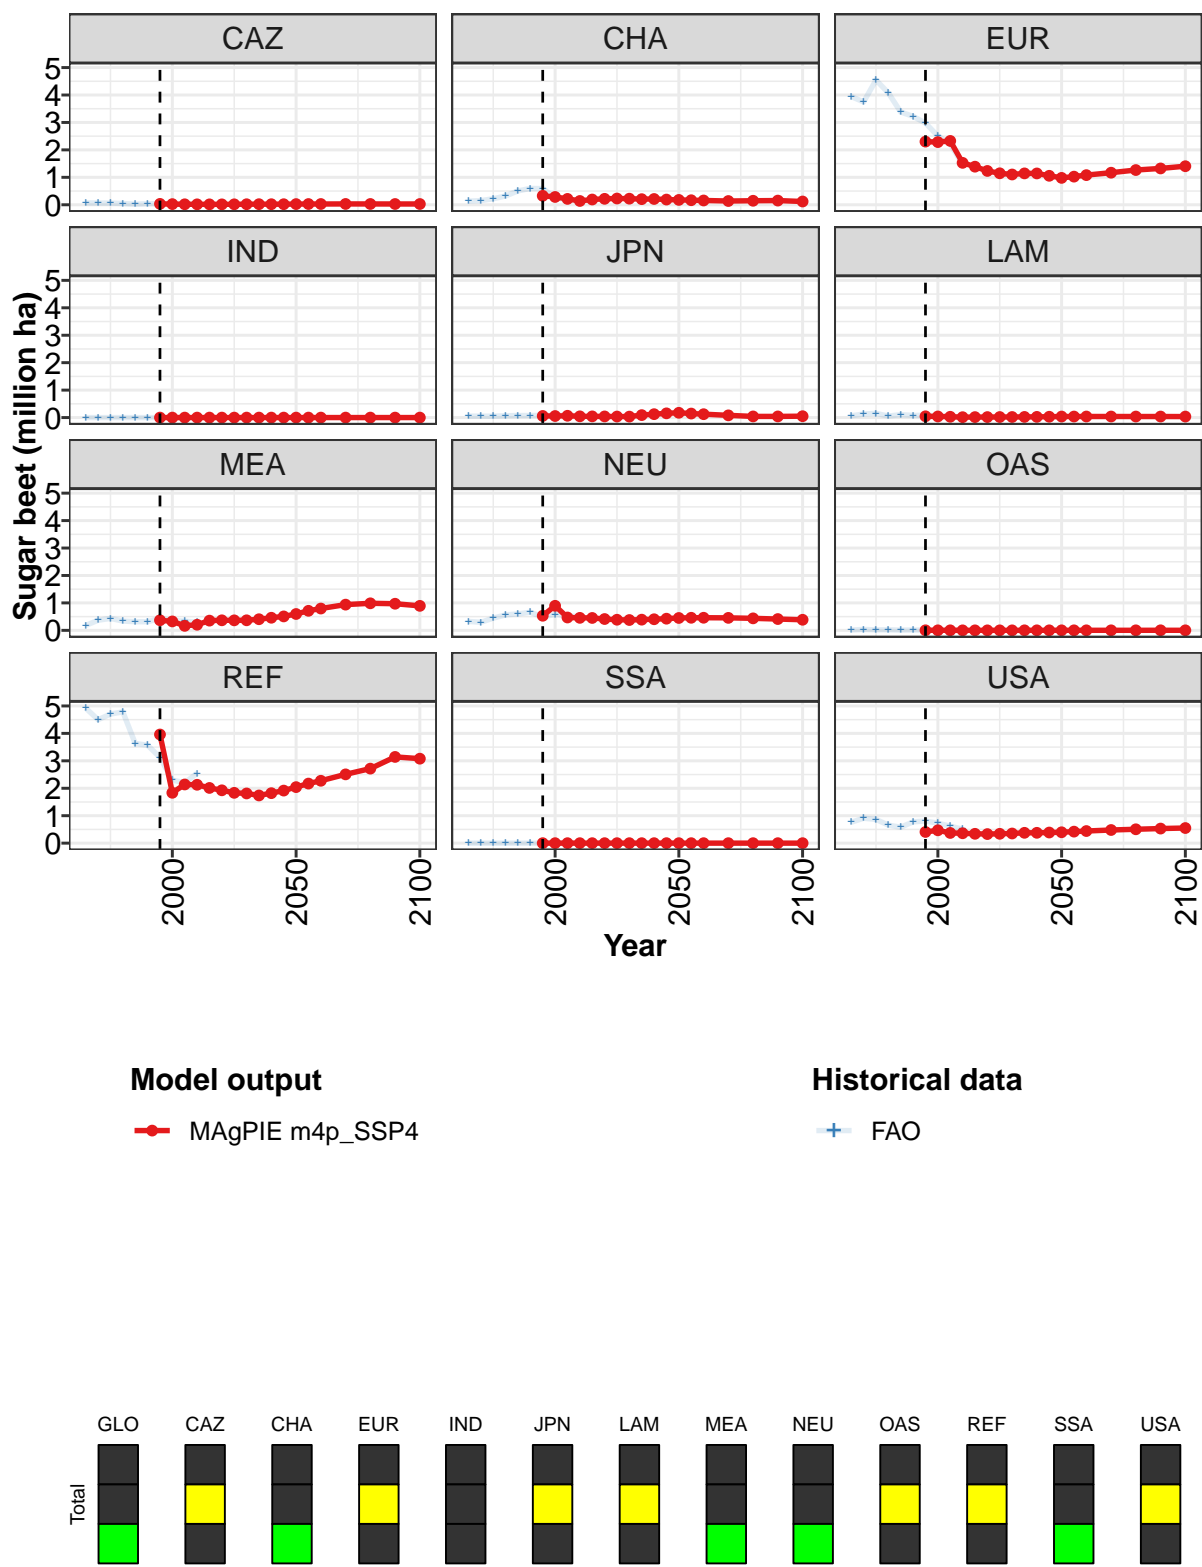 CAZ CHA EUR
5
4
3
2
1
0
IND JPN LAM
5
4
3
2
1
0
MEA NEU OAS
5
4
3
2
1
0
REF SSA USA
5
4
3
2
1
0
Sugar beet (million ha)
2000 2050 2100 2000 2050 2100 2000 2050 2100
Year
Model output Historical data
MAgPIE m4p_SSP4 FAO
GLO CAZ CHA EUR IND JPN LAM MEA NEU OAS REF SSA USA
Total